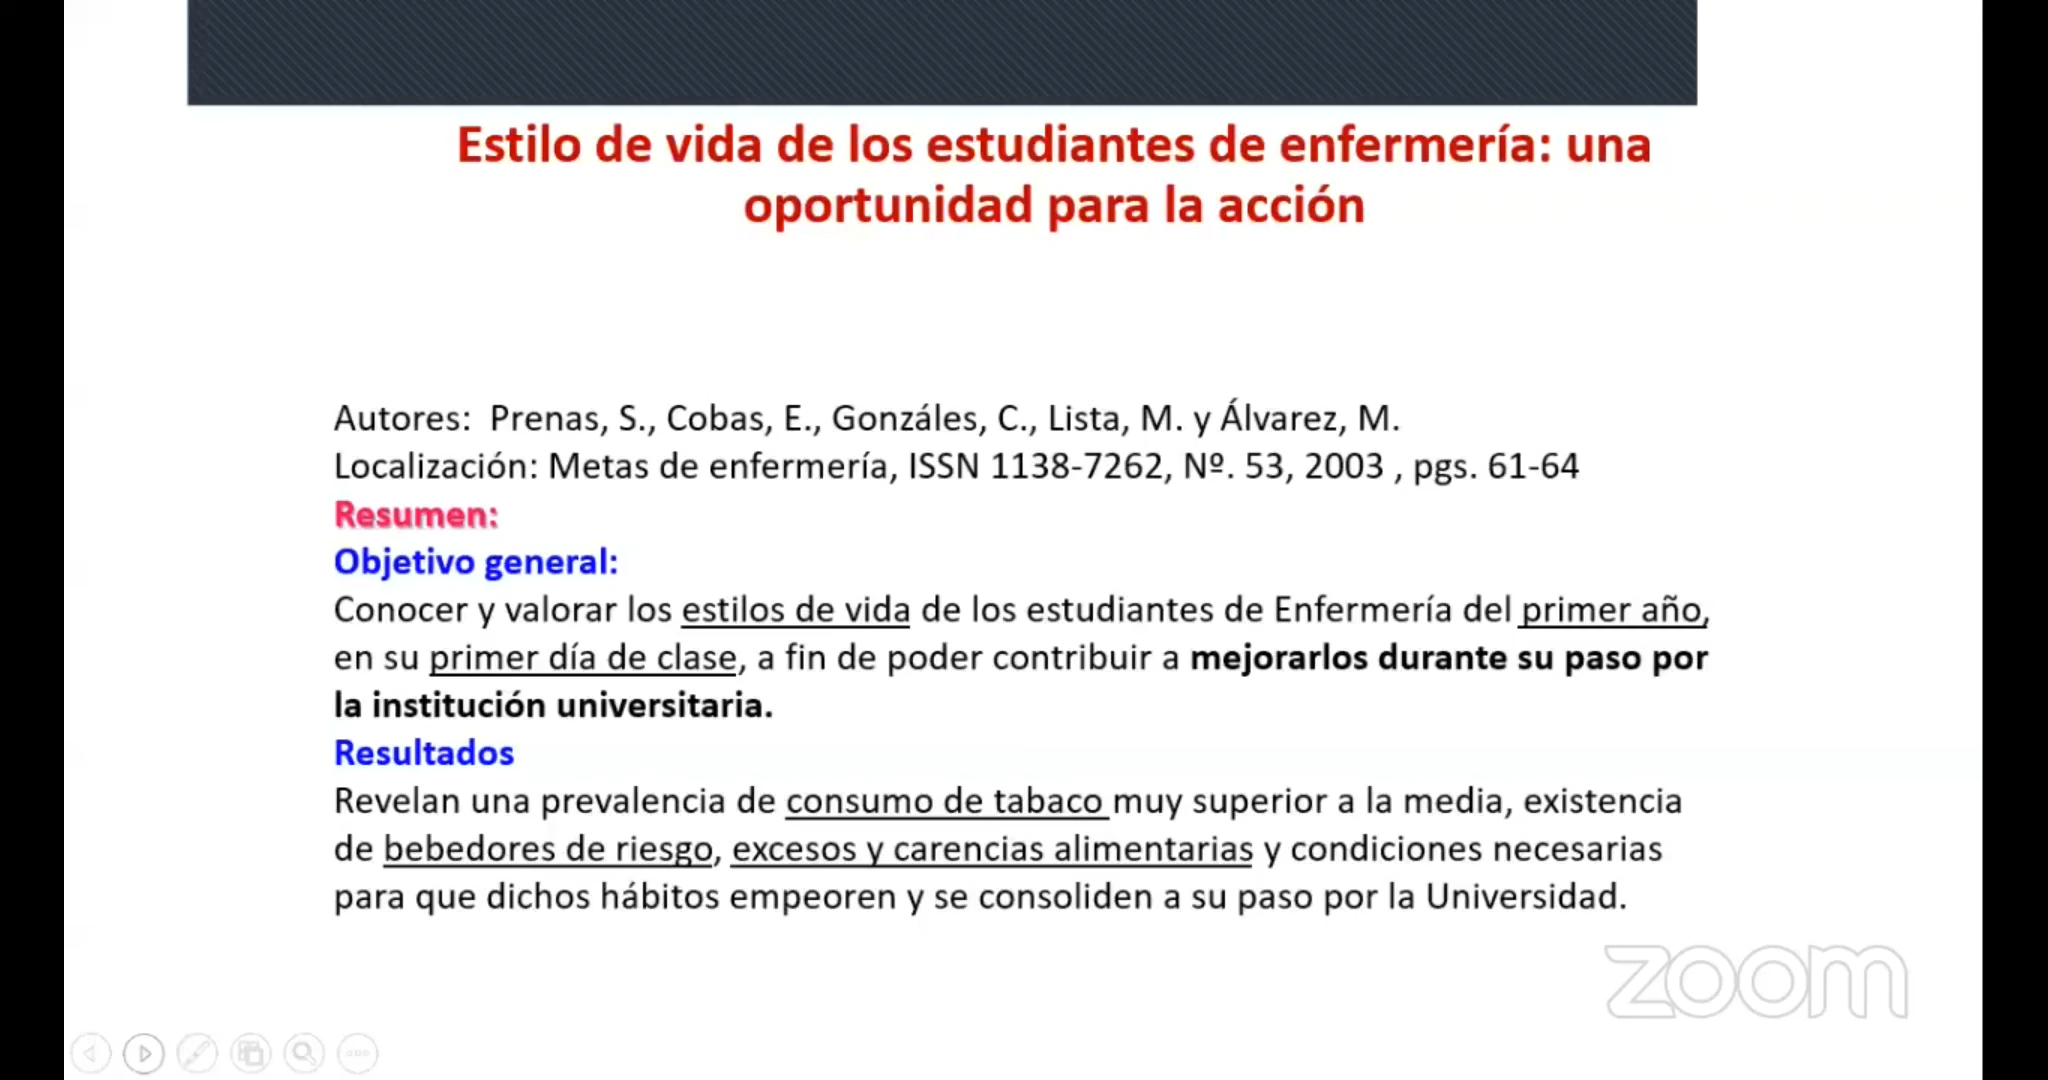 Estilo de vida de los estudiantes de enfermería: una
oportunidad para la acción
Autores:  Prenas, S., Cobas, E., Gonzáles, C., Lista, M. y Álvarez, M.
Localización: Metas de enfermería, ISSN 1138-7262, Nº. 53, 2003 , pgs. 61-64
Resumen:
Objetivo general:
Conocer y valorar los estilos de vida de los estudiantes de Enfermería del primer año,
en su primer día de clase, a fin de poder contribuir a mejorarlos durante su paso por
la institución universitaria.
Resultados
Revelan una prevalencia de consumo de tabaco muy superior a la media, existencia
de bebedores de riesgo, excesos y carencias alimentarias y condiciones necesarias
para que dichos hábitos empeoren y se consoliden a su paso por la Universidad.
zoom